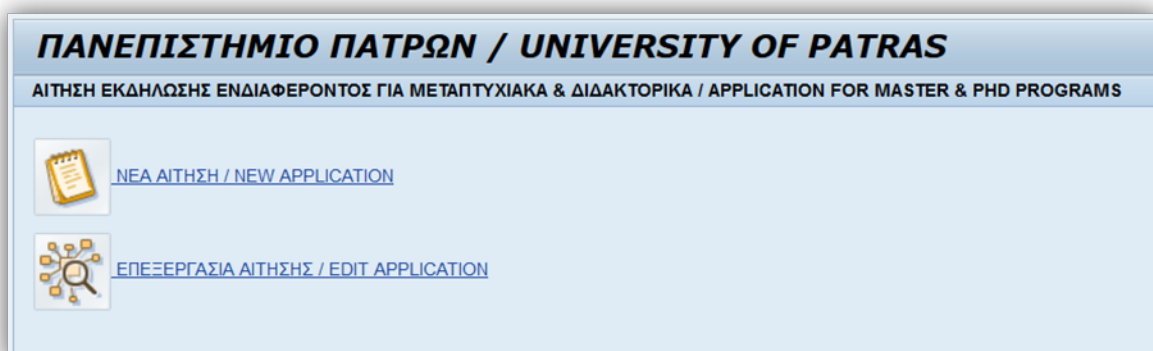 ΠΑΝΕΠΙΣΤΗΜΙΟ ΠΑΤΡΩΝ / UNIVERSITY OF PATRAS
ΑΙΤΗΣΗ ΕΚΔΗΛΩΣΗΣ ΕΝΔΙΑΦΕΡΟΝΤΟΣ ΓΙΑ ΜΕΤΑΠΤΥΧΙΑΚΑ & ΔΙΔΑΚΤΟΡΙΚΑ / APPLICATION FOR MASTER & PHD PROGRAMS
ΝΕΑ ΑΙΤΗΣΗ / NEW APPLICATION
ΕΠΕΞΕΡΓΑΣΙΑ ΑΙΤΗΣΗΣ / EDIT APPLICATION